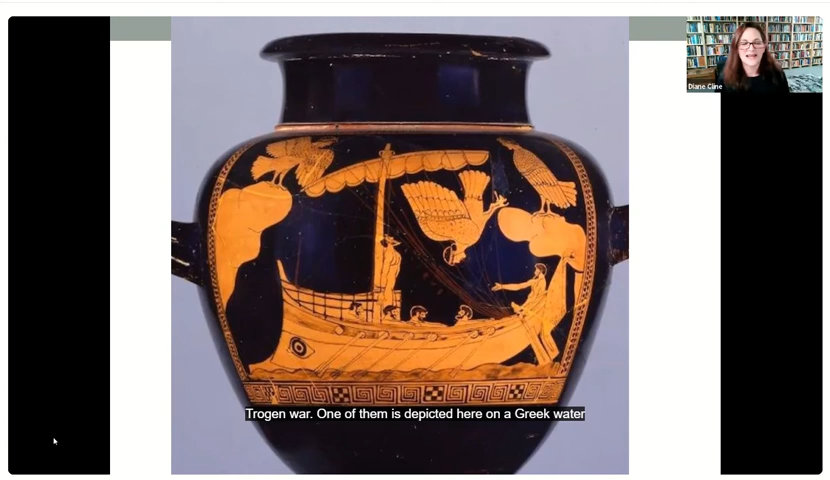 Diane Cline
Trogen war. One of them is depicted here on a Greek water